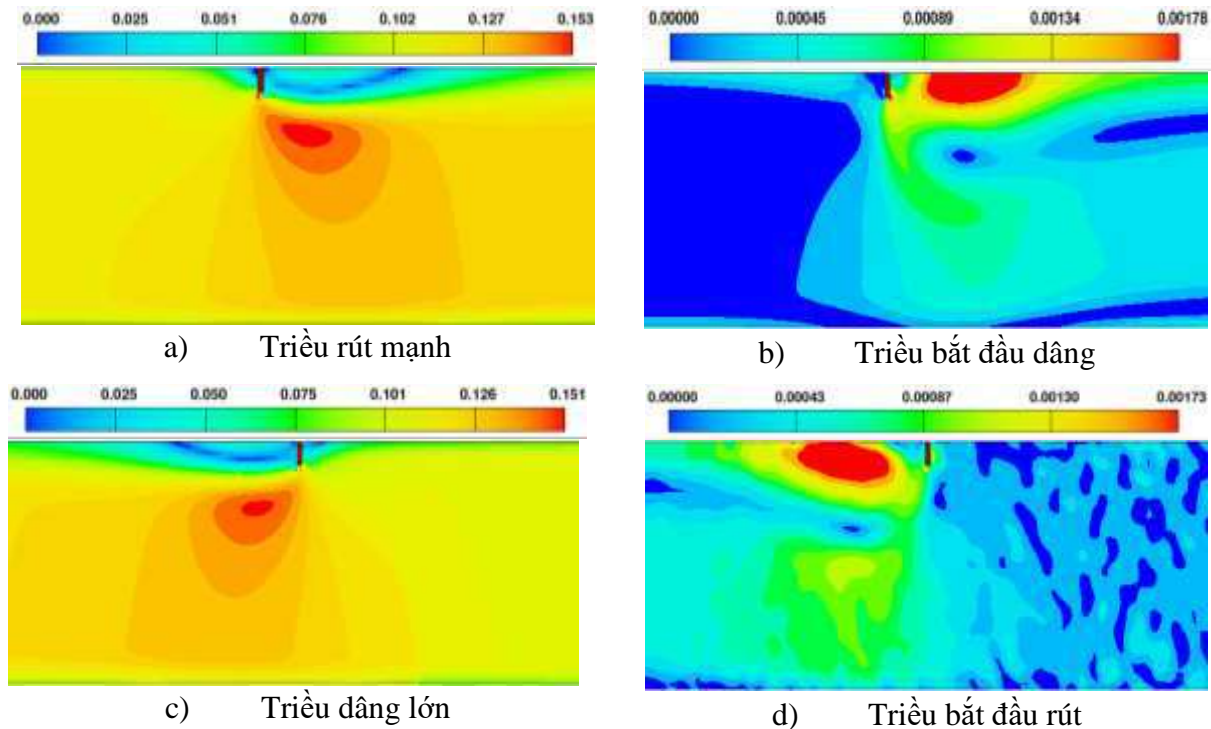 0.000 0.025 0.051 0.076 0.102 0.127 0.153
0.00000 0.00045 0.00089 0.00134 0.00178
a) Triều rút mạnh
b) Triều bắt đầu dâng
0.000 0.025 0.050 0.075 0.101 0.126 0.151
0.00000 0.00043 0.00087 0.00130 0.00173
c) Triều dâng lớn
d) Triều bắt đầu rút